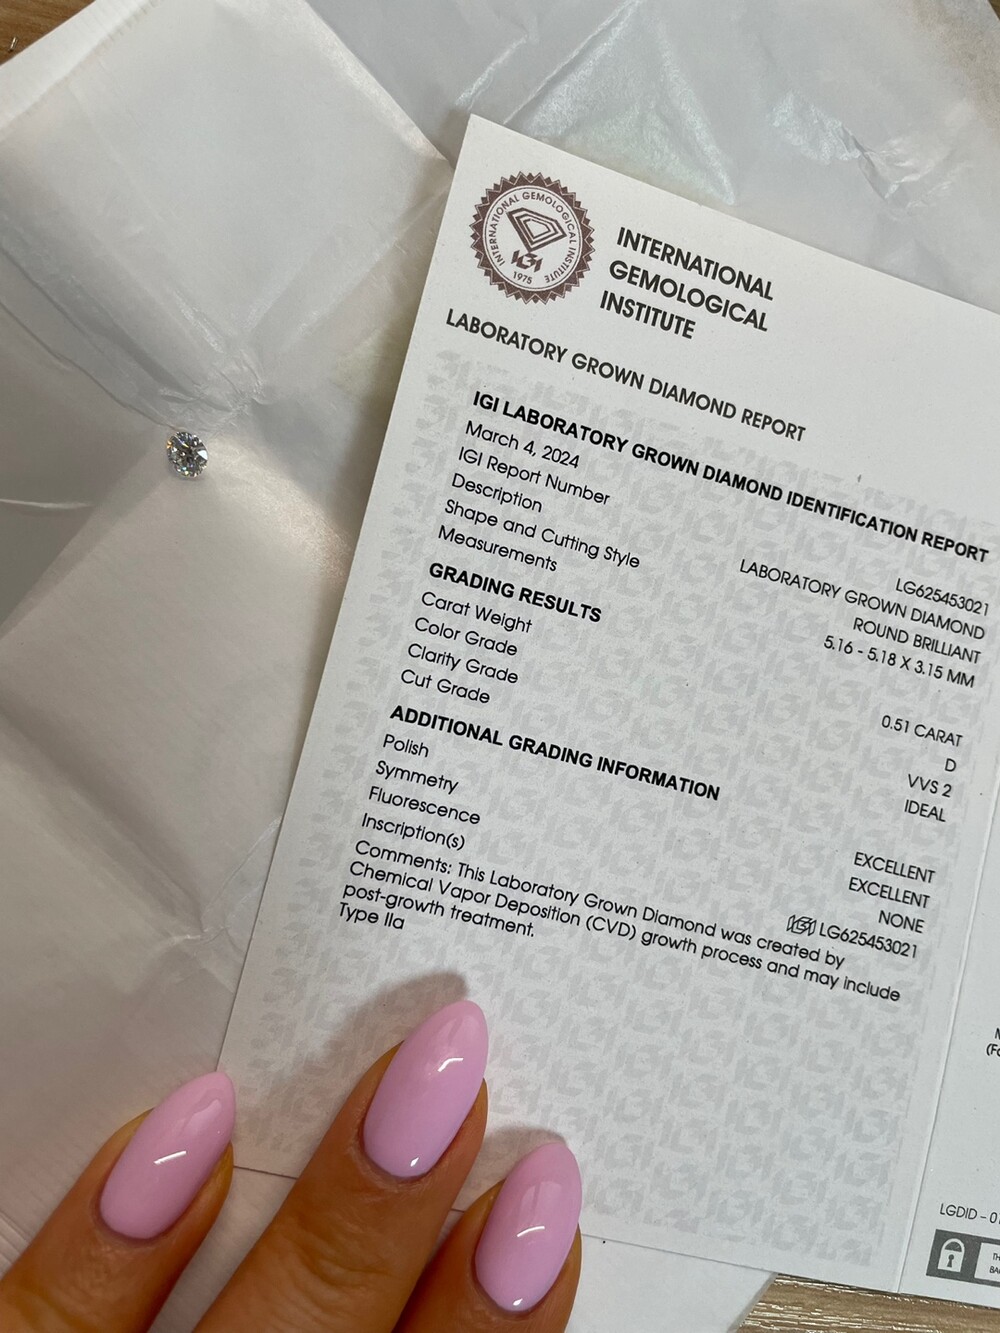 INTERNATIONAL GEMOLOGICAL INSTITUTE
IGI
1975
INTERNATIONAL
GEMOLOGICAL
INSTITUTE
LABORATORY GROWN DIAMOND REPORT
IGI LABORATORY GROWN DIAMOND IDENTIFICATION REPORT
March 4, 2024
IGI Report Number LG625453021
Description LABORATORY GROWN DIAMOND
Shape and Cutting Style ROUND BRILLIANT
Measurements 5.16 - 5.18 X 3.15 MM
GRADING RESULTS
Carat Weight 0.51 CARAT
Color Grade D
Clarity Grade VVS 2
Cut Grade IDEAL
ADDITIONAL GRADING INFORMATION
Polish EXCELLENT
Symmetry EXCELLENT
Fluorescence NONE
Inscription(s) IGI LG625453021
Comments: This Laboratory Grown Diamond was created by
Chemical Vapor Deposition (CVD) growth process and may include
post-growth treatment.
Type IIa
LGDID -